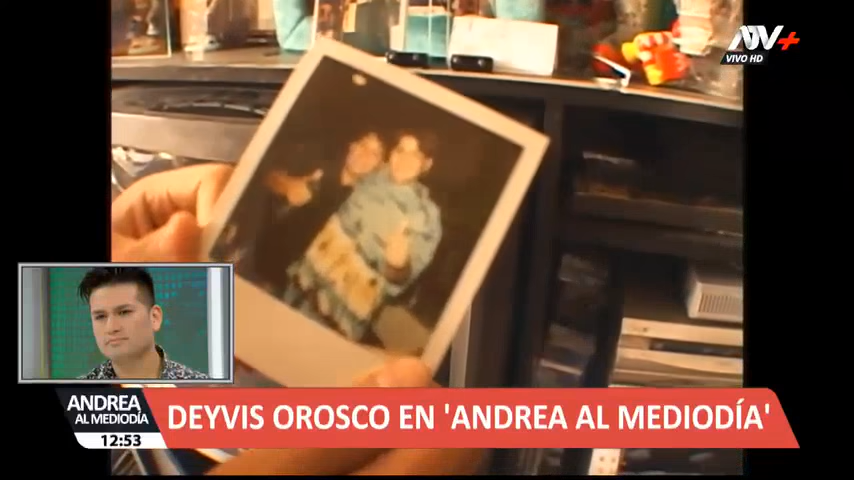 ATV+
VIVO HD
ANDREA
AL MEDIODÍA
12:53
DEYVIS OROSCO EN 'ANDREA AL MEDIODÍA'